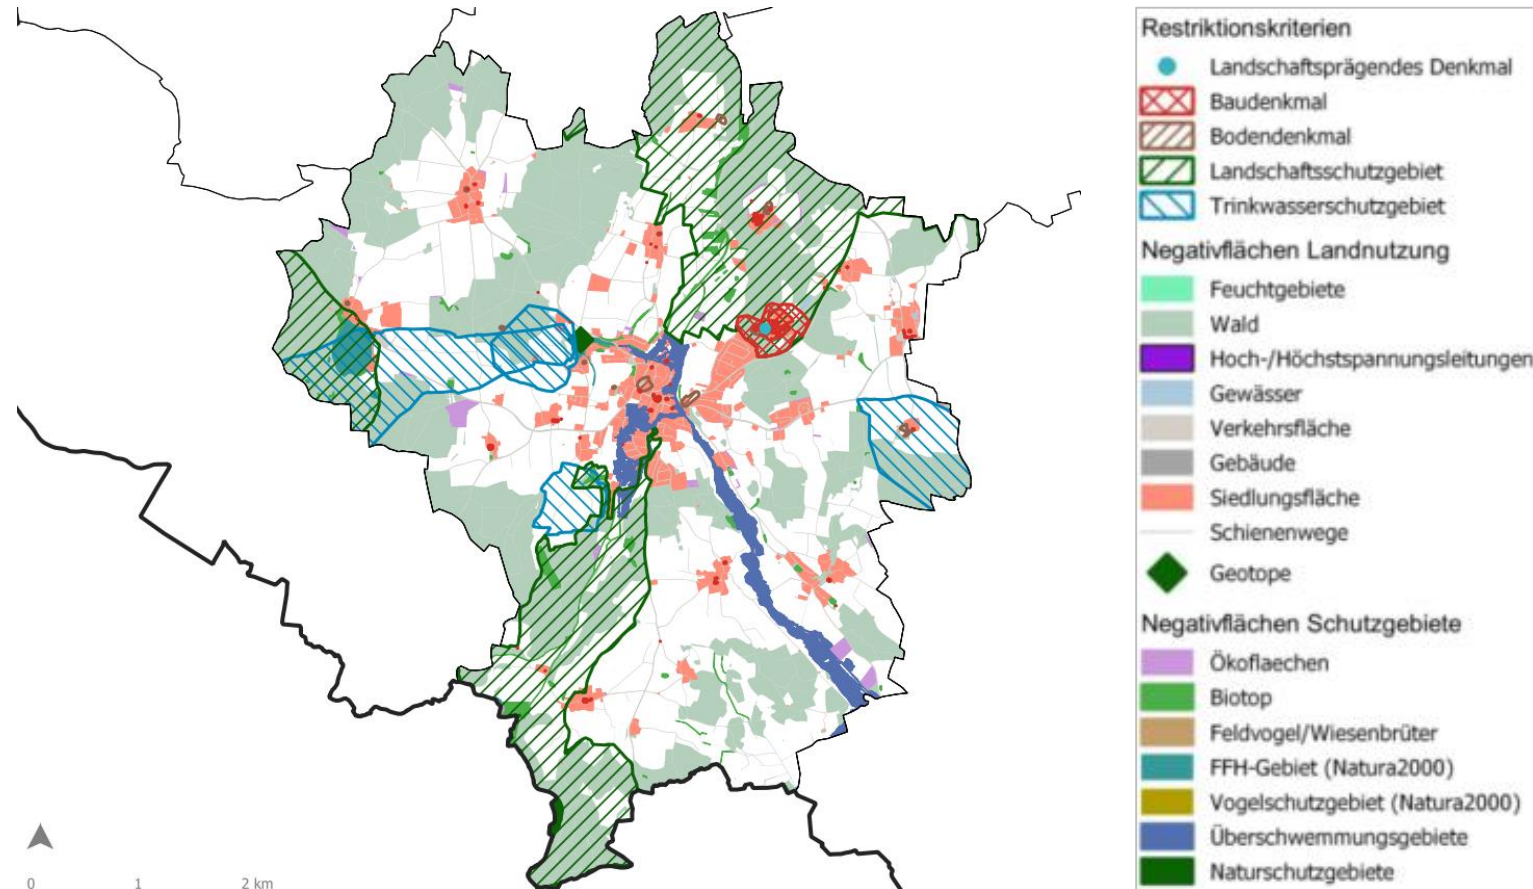 Restriktionskriterien
Landschaftsprägendes Denkmal
Baudenkmal
Bodendenkmal
Landschaftsschutzgebiet
Trinkwasserschutzgebiet
Negativflächen Landnutzung
Feuchtgebiete
Wald
Hoch-/Höchstspannungsleitungen
Gewässer
Verkehrsfläche
Gebäude
Siedlungsfläche
Schienenwege
Geotope
Negativflächen Schutzgebiete
Ökoflaechen
Biotop
Feldvogel/Wiesenbrüter
FFH-Gebiet (Natura2000)
Vogelschutzgebiet (Natura2000)
Überschwemmungsgebiete
Naturschutzgebiete
0 1 2 km